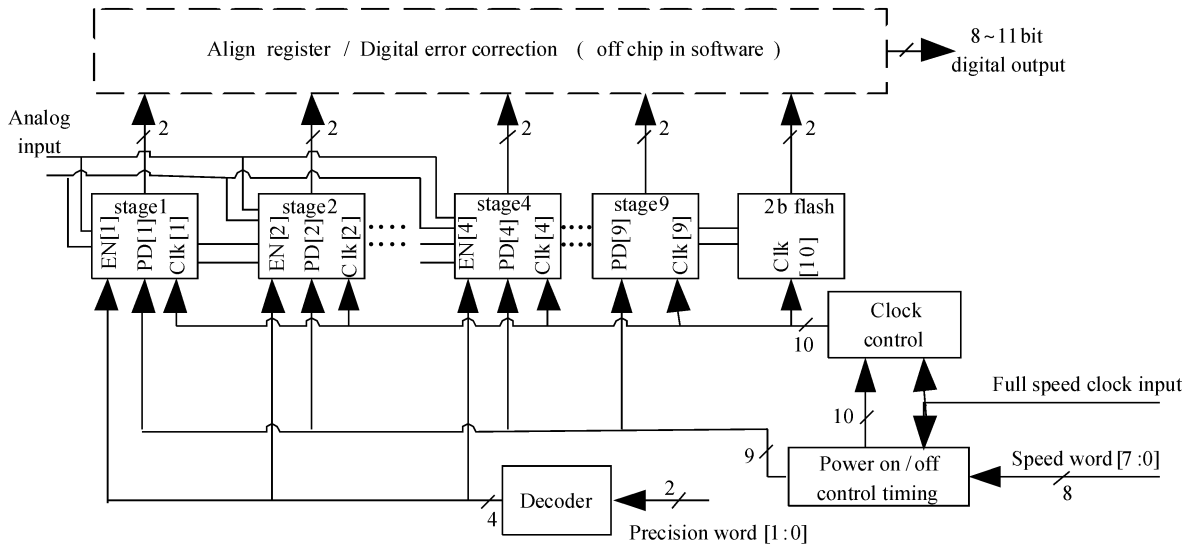 Align register / Digital error correction ( off chip in software )
8~11bit
digital output
Analog
input
2
2
2
2
2
stage1
EN[1]
PD[1]
Clk[1]
stage2
EN[2]
PD[2]
Clk[2]
stage4
EN[4]
PD[4]
Clk[4]
stage9
PD[9]
Clk[9]
2b flash
Clk
[10]
10
Clock
control
Full speed clock input
10
9
Power on/off
control timing
Speed word[7:0]
8
4
Decoder
2
Precision word [1:0]